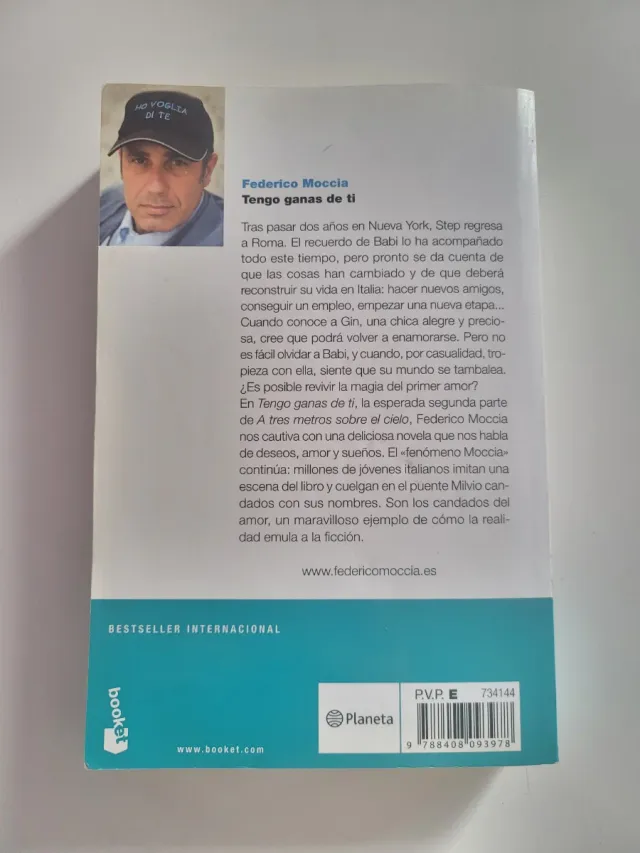 HO VOGLIA
DI TE
Federico Moccia
Tengo ganas de ti
Tras pasar dos años en Nueva York, Step regresa
a Roma. El recuerdo de Babi lo ha acompañado
todo este tiempo, pero pronto se da cuenta de
que las cosas han cambiado y de que deberá
reconstruir su vida en Italia: hacer nuevos amigos,
conseguir un empleo, empezar una nueva etapa...
Cuando conoce a Gin, una chica alegre y precio-
sa, cree que podrá volver a enamorarse. Pero no
es fácil olvidar a Babi, y cuando, por casualidad, tro-
pieza con ella, siente que su mundo se tambalea.
¿Es posible revivir la magia del primer amor?
En Tengo ganas de ti, la esperada segunda parte
de A tres metros sobre el cielo, Federico Moccia
nos cautiva con una deliciosa novela que nos habla
de deseos, amor y sueños. El «fenómeno Moccia»
continúa: millones de jóvenes italianos imitan una
escena del libro y cuelgan en el puente Milvio can-
dados con sus nombres. Son los candados del
amor, un maravilloso ejemplo de cómo la reali-
dad emula a la ficción.
www.federicomoccia.es
BESTSELLER INTERNACIONAL
booket
www.booket.com
Planeta
P.V.P. E 734144
9 788408 093978